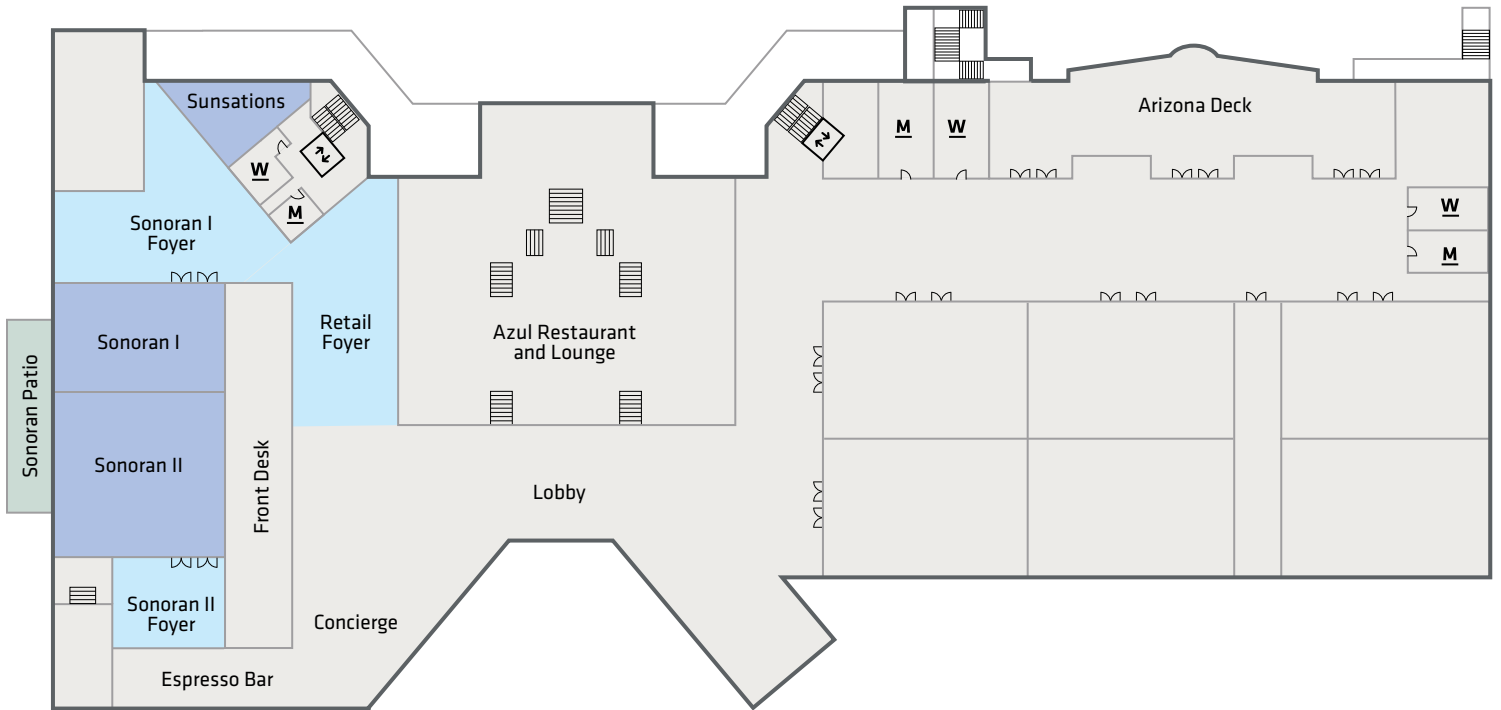 Sunsations
Arizona Deck
M
W
W
M
W
M
Sonoran I
Foyer
Retail
Foyer
Sonoran I
Azul Restaurant
and Lounge
Sonoran Patio
Sonoran II
Front Desk
Lobby
Sonoran II
Foyer
Concierge
Espresso Bar